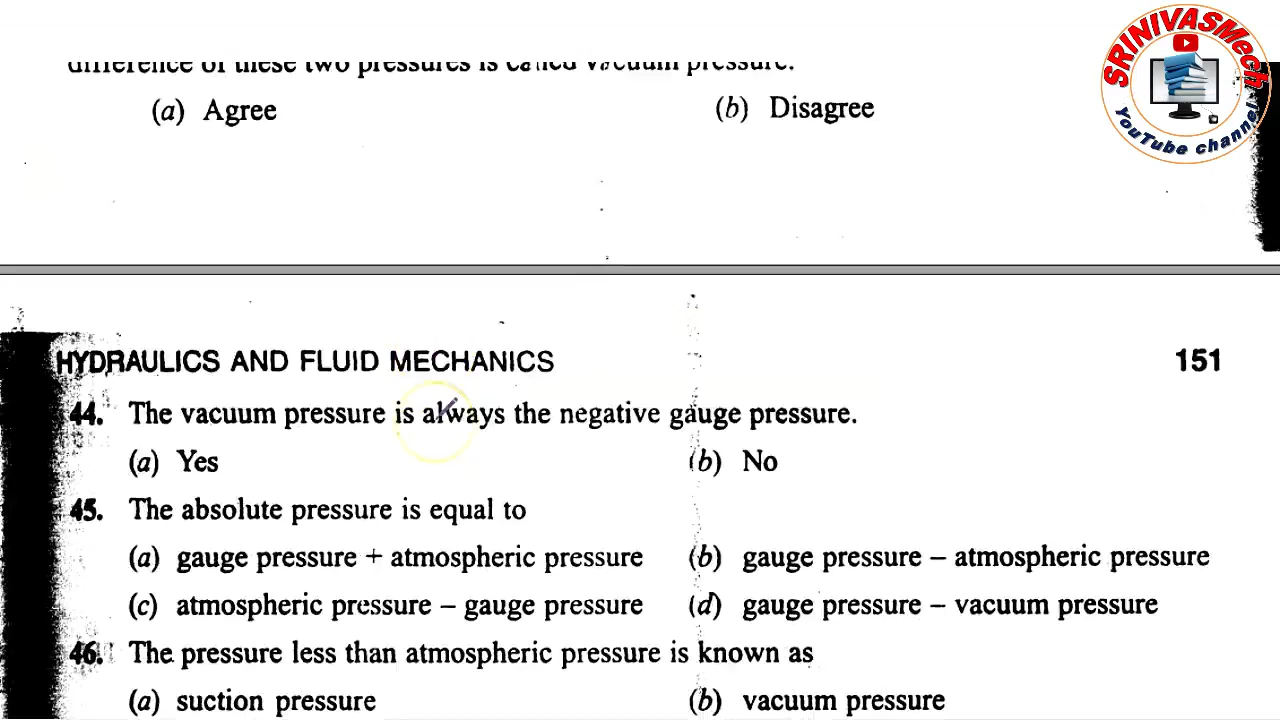 difference of these two pressures is called vacuum pressure.
(a) Agree (b) Disagree
SRINIVASMech
YouTube channel
HYDRAULICS AND FLUID MECHANICS 151
44. The vacuum pressure is always the negative gauge pressure.
(a) Yes (b) No
45. The absolute pressure is equal to
(a) gauge pressure + atmospheric pressure (b) gauge pressure – atmospheric pressure
(c) atmospheric pressure – gauge pressure (d) gauge pressure – vacuum pressure
46. The pressure less than atmospheric pressure is known as
(a) suction pressure (b) vacuum pressure